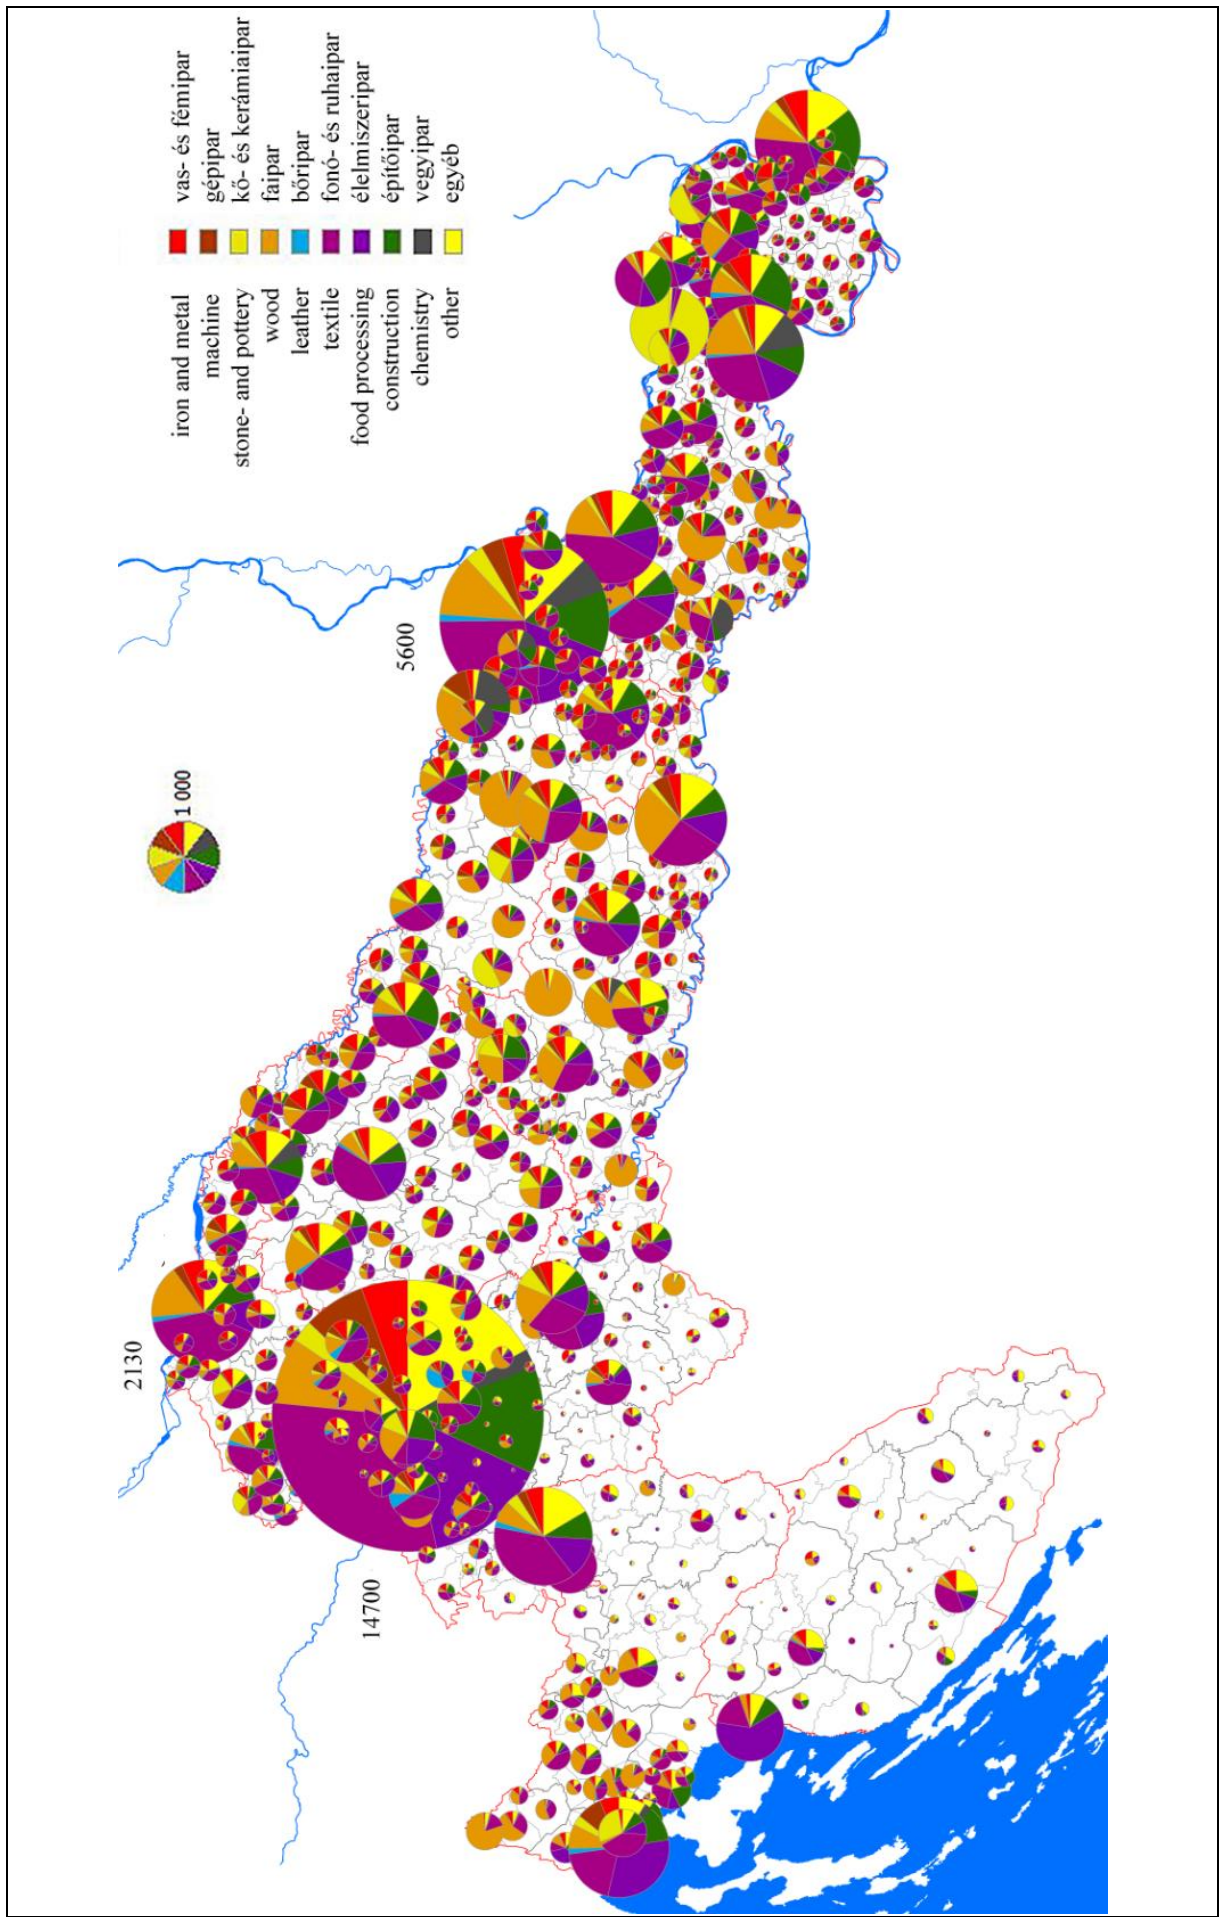 iron and metal vas- és fémipar
machine gépipar
stone- and pottery kő- és kerámiaipar
wood faipar
leather bőripar
textile fonó- és ruhaipar
food processing élelmiszeripar
construction építőipar
chemistry vegyipar
other egyéb
5600
1 000
2130
14700